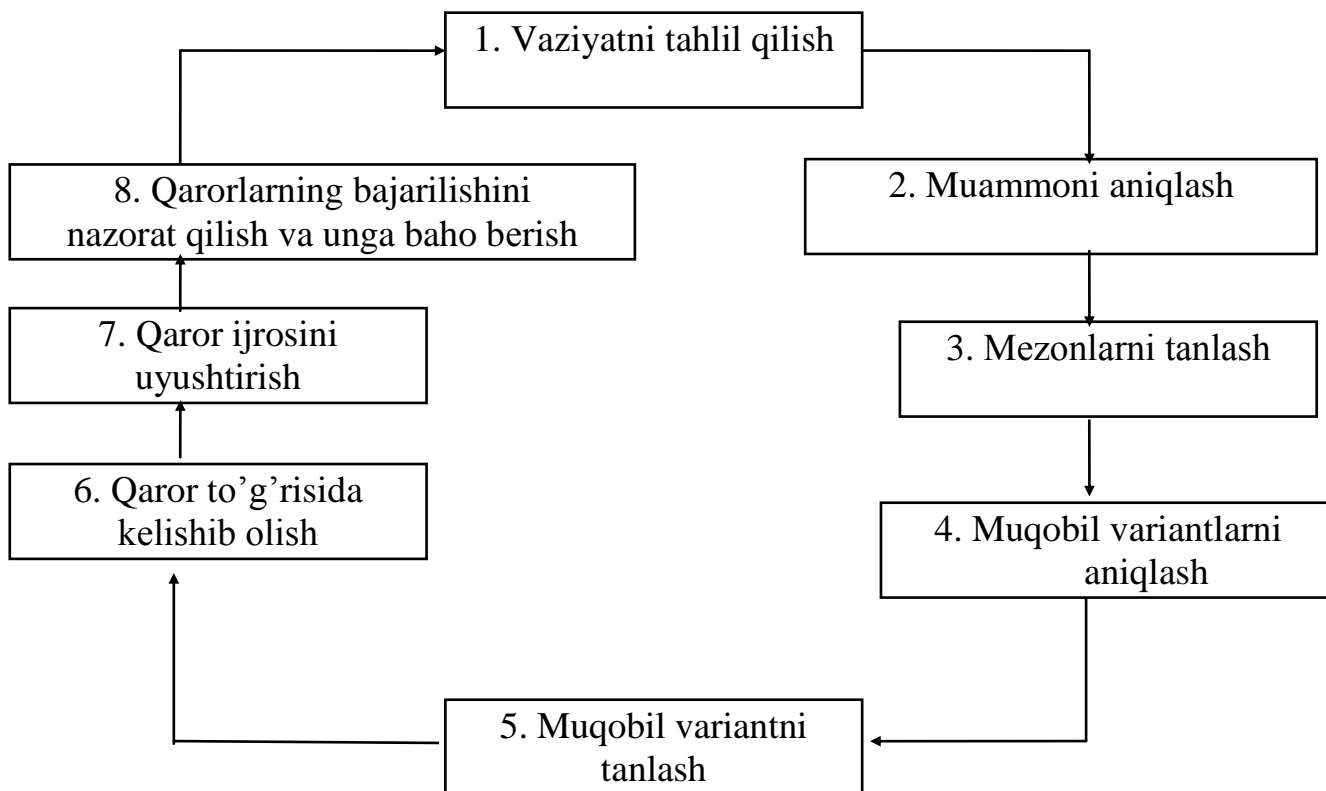 1. Vaziyatni tahlil qilish
2. Muammoni aniqlash
3. Mezonlarni tanlash
4. Muqobil variantlarni
aniqlash
5. Muqobil variantni
tanlash
6. Qaror to’g’risida
kelishib olish
7. Qaror ijrosini
uyushtirish
8. Qarorlarning bajarilishini
nazorat qilish va unga baho berish